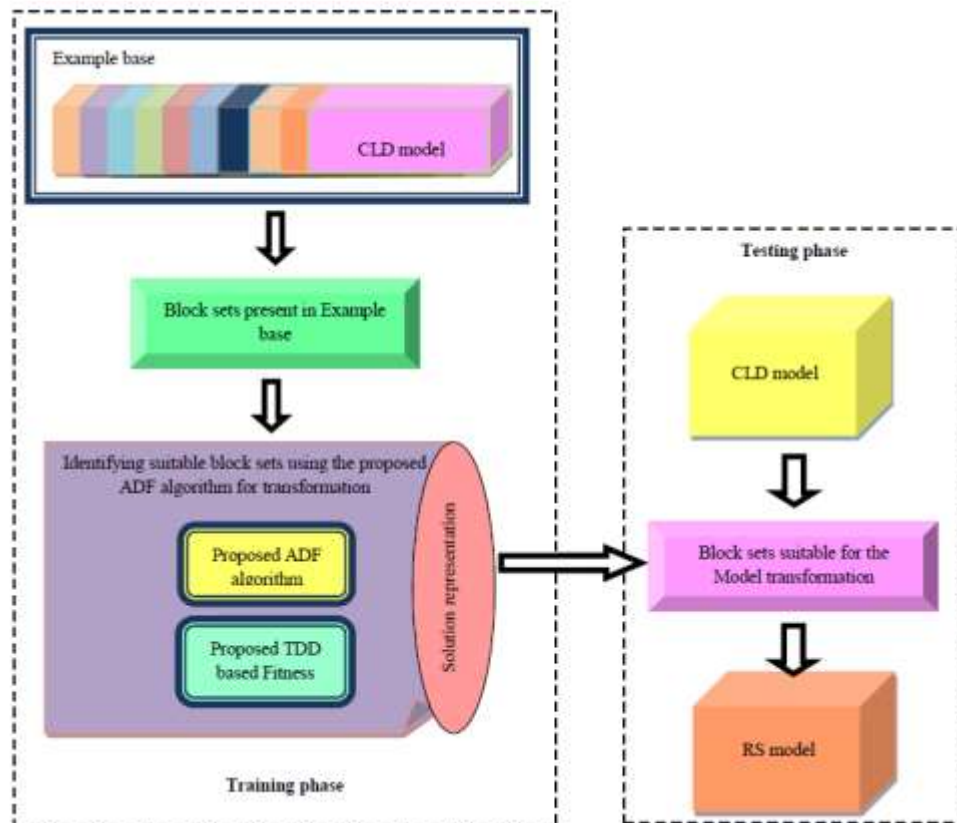 Example base
CLD model
Block sets present in Example
base
Identifying suitable block sets using the proposed
ADF algorithm for transformation
Proposed ADF
algorithm
Proposed TDD
based Fitness
Solution representation
Training phase
Testing phase
CLD model
Block sets suitable for the
Model transformation
RS model